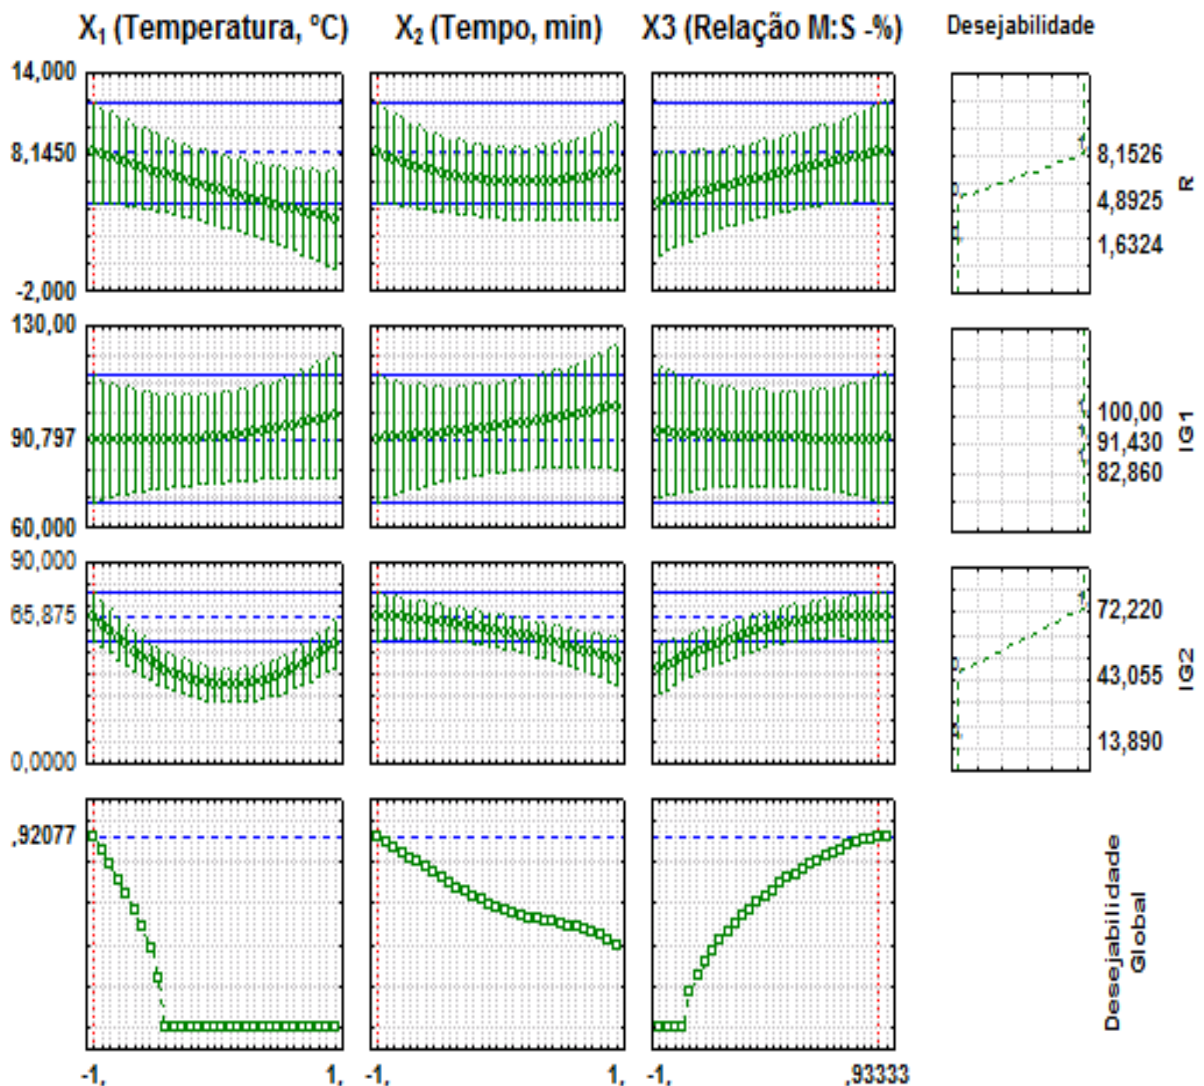 X₁ (Temperatura, ºC) X₂ (Tempo, min) X3 (Relação M:S -%) Desejabilidade
14,000
8,1450
-2,000
8,1526
4,8925
1,6324
R
130,00
90,797
60,000
100,00
91,430
82,860
IG1
90,000
65,875
0,0000
72,220
43,055
13,890
IG2
,92077
Desejabilidade
Global
-1, 1, -1, 1, -1, ,93333